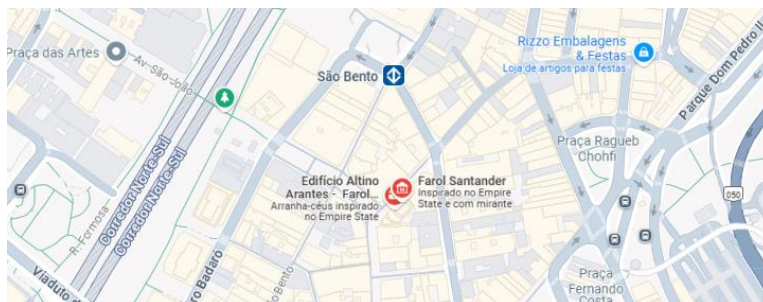 Praça das Artes
Av. São João
São Bento
Rizzo Embalagens
& Festas
Loja de artigos para festas
Parque Dom Pedro II
Praça Ragueb
Chohfi
Edifício Altino
Arantes - Farol...
Arranha-céus inspirado
no Empire State
Farol Santander
Inspirado no Empire
State e com mirante
050
Corredor Norte-Sul
Corredor Norte-Sul
R. Formosa
Viaduto d
ro Badaró
o Bento
Praça
Fernando
Costa